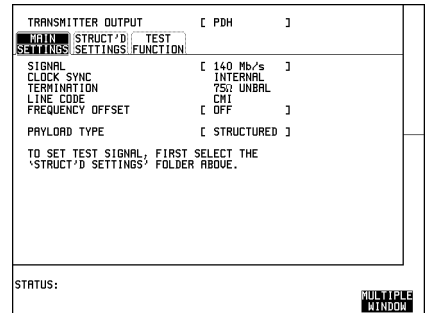 TRANSMITTER OUTPUT [ PDH ]
MAIN SETTINGS
STRUCT'D SETTINGS
TEST FUNCTION
SIGNAL [ 140 Mb/s ]
CLOCK SYNC INTERNAL
TERMINATION 75Ω UNBAL
LINE CODE CMI
FREQUENCY OFFSET [ OFF ]
PAYLOAD TYPE [ STRUCTURED ]
TO SET TEST SIGNAL, FIRST SELECT THE
'STRUCT'D SETTINGS' FOLDER ABOVE.
STATUS:
MULTIPLE
WINDOW